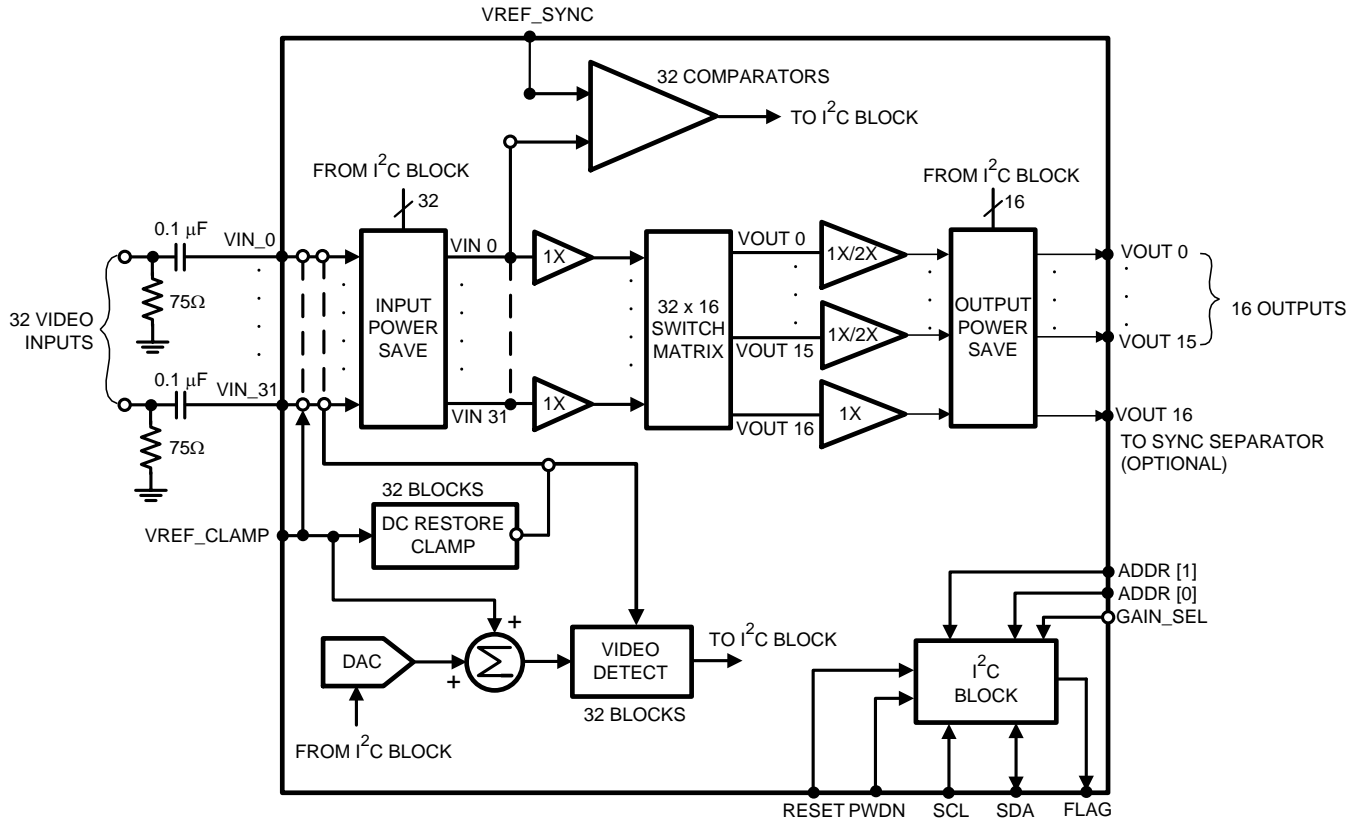 VREF_SYNC
32 COMPARATORS
TO I²C BLOCK
FROM I²C BLOCK
32
FROM I²C BLOCK
16
0.1 µF
VIN_0
75Ω
32 VIDEO
INPUTS
0.1 µF
VIN_31
75Ω
INPUT
POWER
SAVE
VIN 0
VIN 31
1X
1X
32 x 16
SWITCH
MATRIX
VOUT 0
VOUT 15
VOUT 16
1X/2X
1X/2X
1X
OUTPUT
POWER
SAVE
VOUT 0
16 OUTPUTS
VOUT 15
VOUT 16
TO SYNC SEPARATOR
(OPTIONAL)
32 BLOCKS
VREF_CLAMP
DC RESTORE
CLAMP
+
+
DAC
Σ
VIDEO
DETECT
TO I²C BLOCK
32 BLOCKS
FROM I²C BLOCK
ADDR [1]
ADDR [0]
GAIN_SEL
I²C
BLOCK
RESET
PWDN
SCL
SDA
FLAG